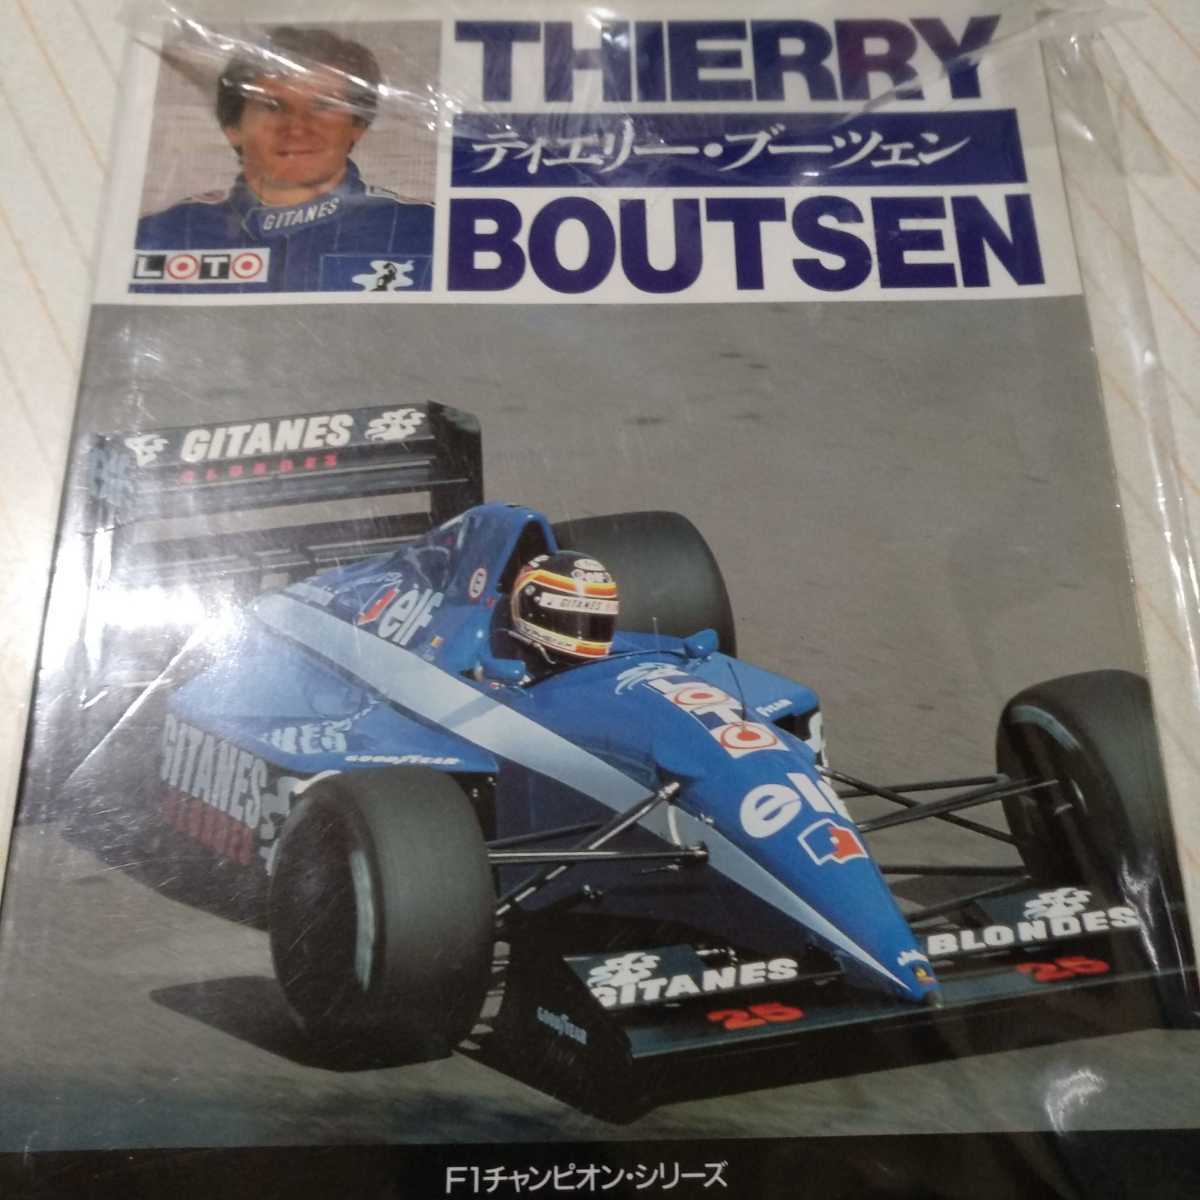 THIERRY
ティエリー・ブーツェン
BOUTSEN
GITANES
LOTO
GITANES
BLONDES
elf
GITANES
LOTO
GOODYEAR
GITANES
BLONDES
elf
BLONDES
25
GITANES
25
GOODYEAR
F1チャンピオン・シリーズ